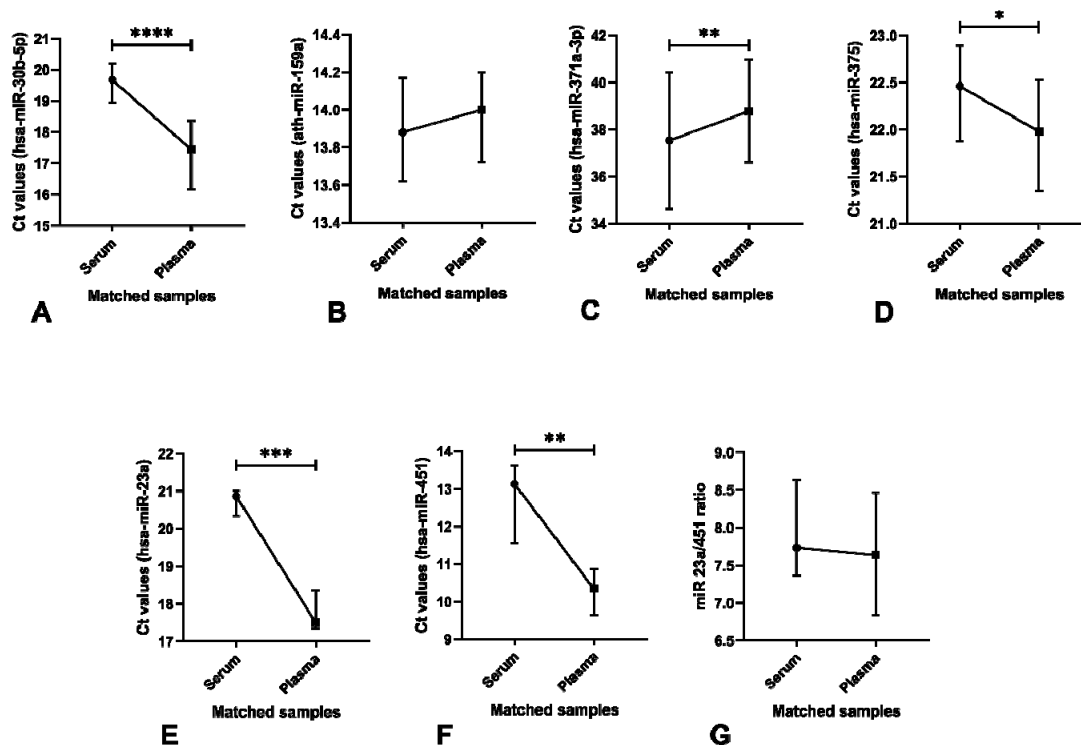 ****
Ct values (hsa-miR-30b-5p)
21
20
19
18
17
16
15
Serum
Plasma
Matched samples
A
Ct values (ath-miR-159a)
14.4
14.2
14.0
13.8
13.6
13.4
Serum
Plasma
Matched samples
B
**
Ct values (hsa-miR-371a-3p)
42
40
38
36
34
Serum
Plasma
Matched samples
C
*
Ct values (hsa-miR-375)
23.0
22.5
22.0
21.5
21.0
Serum
Plasma
Matched samples
D
***
Ct values (hsa-miR-23a)
22
21
20
19
18
17
Serum
Plasma
Matched samples
E
**
Ct values (hsa-miR-451)
14
13
12
11
10
9
Serum
Plasma
Matched samples
F
miR 23a/451 ratio
9.0
8.5
8.0
7.5
7.0
6.5
Serum
Plasma
Matched samples
G